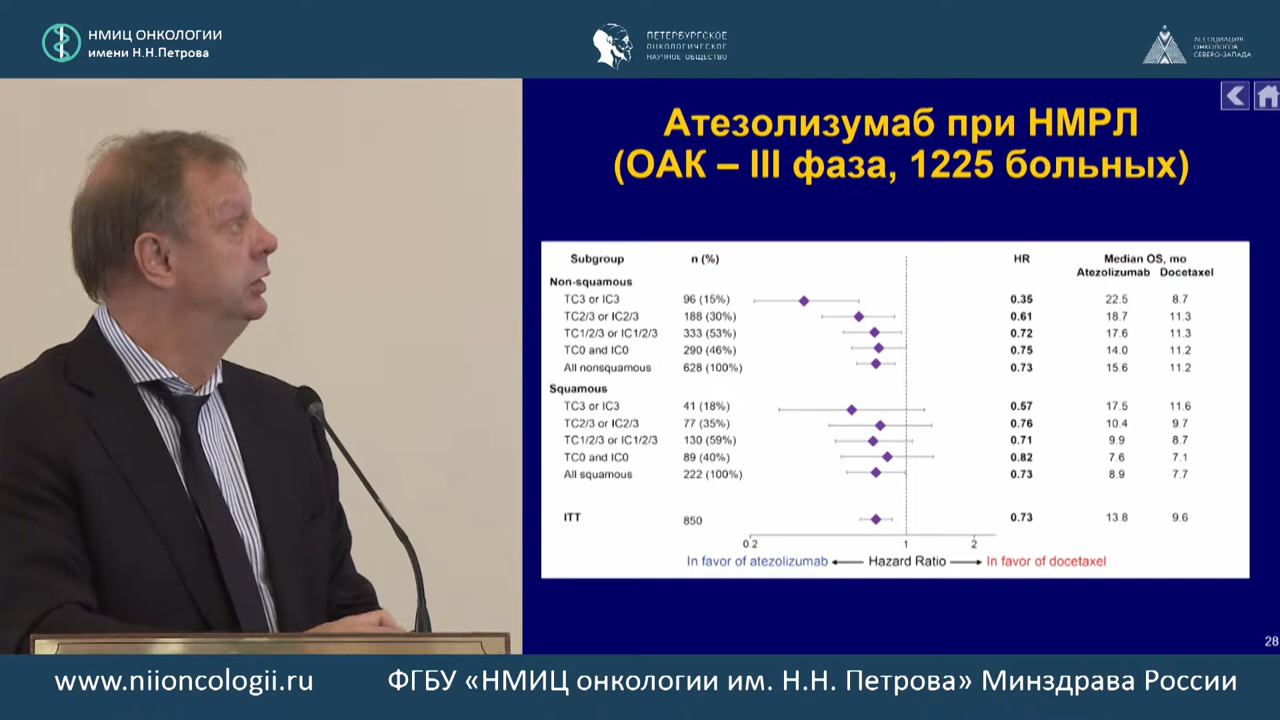 НМИЦ ОНКОЛОГИИ
имени Н.Н.Петрова
ПЕТЕРБУРГСКОЕ
ОНКОЛОГИЧЕСКОЕ
НАУЧНОЕ ОБЩЕСТВО
АССОЦИАЦИЯ
ОНКОЛОГОВ
СЕВЕРО-ЗАПАДА
Атезолизумаб при НМРЛ
(ОАК – III фаза, 1225 больных)
Subgroup n (%) HR Median OS, mo
Atezolizumab Docetaxel
Non-squamous
TC3 or IC3 96 (15%) 0.35 22.5 8.7
TC2/3 or IC2/3 188 (30%) 0.61 18.7 11.3
TC1/2/3 or IC1/2/3 333 (53%) 0.72 17.6 11.3
TC0 and IC0 290 (46%) 0.75 14.0 11.2
All nonsquamous 628 (100%) 0.73 15.6 11.2
Squamous
TC3 or IC3 41 (18%) 0.57 17.5 11.6
TC2/3 or IC2/3 77 (35%) 0.76 10.4 9.7
TC1/2/3 or IC1/2/3 130 (59%) 0.71 9.9 8.7
TC0 and IC0 89 (40%) 0.82 7.6 7.1
All squamous 222 (100%) 0.73 8.9 7.7
ITT 850 0.73 13.8 9.6
0.2 1 2
In favor of atezolizumab Hazard Ratio In favor of docetaxel
28
www.niioncologii.ru ФГБУ «НМИЦ онкологии им. Н.Н. Петрова» Минздрава России